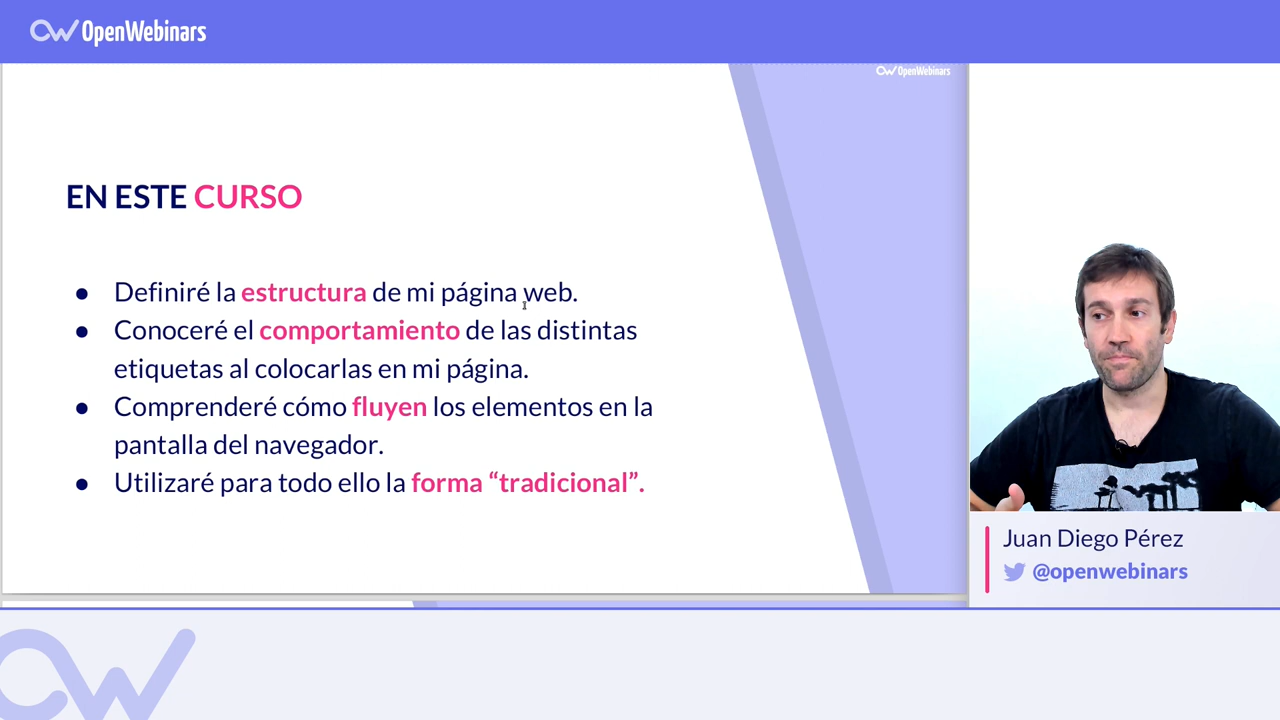 OpenWebinars
OpenWebinars
EN ESTE CURSO
● Definiré la estructura de mi página web.
● Conoceré el comportamiento de las distintas
etiquetas al colocarlas en mi página.
● Comprenderé cómo fluyen los elementos en la
pantalla del navegador.
● Utilizaré para todo ello la forma “tradicional”.
Juan Diego Pérez
@openwebinars